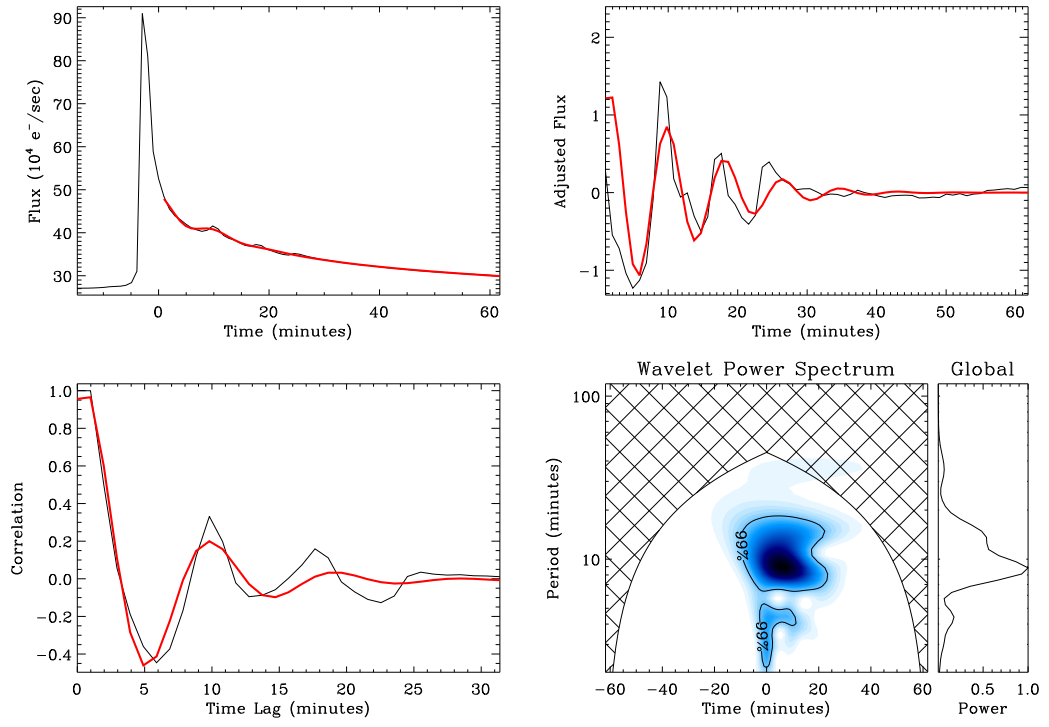 90
80
70
60
50
40
30
Flux (10⁴ e⁻/sec)
0 20 40 60
Time (minutes)
2
1
0
−1
Adjusted Flux
10 20 30 40 50 60
Time (minutes)
1.0
0.8
0.6
0.4
0.2
0.0
−0.2
−0.4
Correlation
0 5 10 15 20 25 30
Time Lag (minutes)
Wavelet Power Spectrum
100
10
Period (minutes)
99%
99%
−60 −40 −20 0 20 40 60
Time (minutes)
Global
0.5 1.0
Power